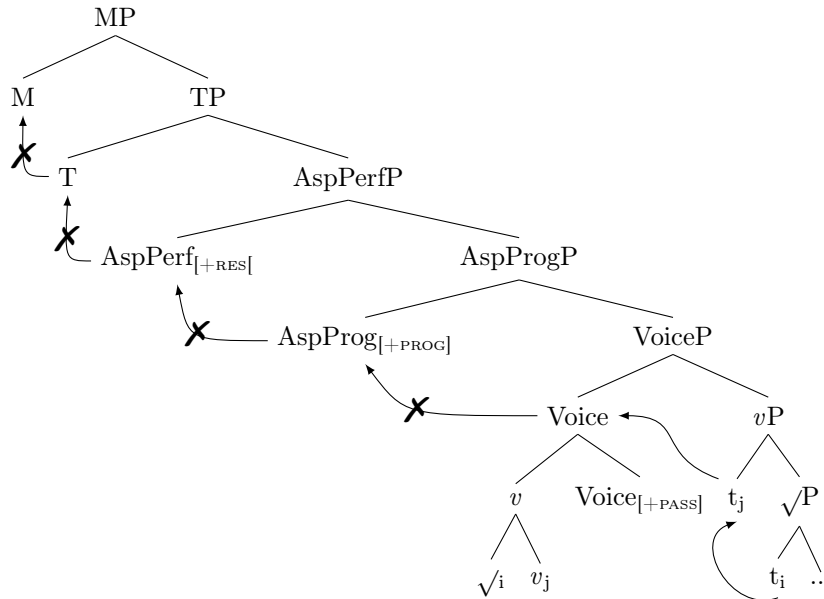 MP
M TP
T AspPerfP
AspPerf[+RES[ AspProgP
AspProg[+PROG] VoiceP
Voice vP
v Voice[+PASS] tj √P
√i vj ti ..